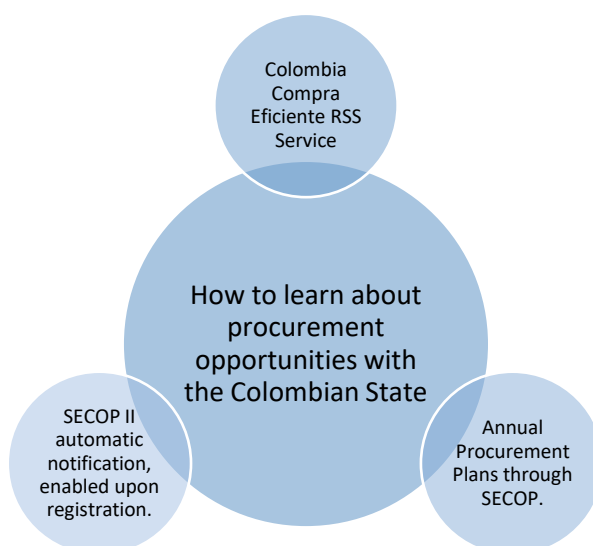 Colombia
Compra
Eficiente RSS
Service
How to learn about
procurement
opportunities with
the Colombian State
SECOP II
automatic
notification,
enabled upon
registration.
Annual
Procurement
Plans through
SECOP.